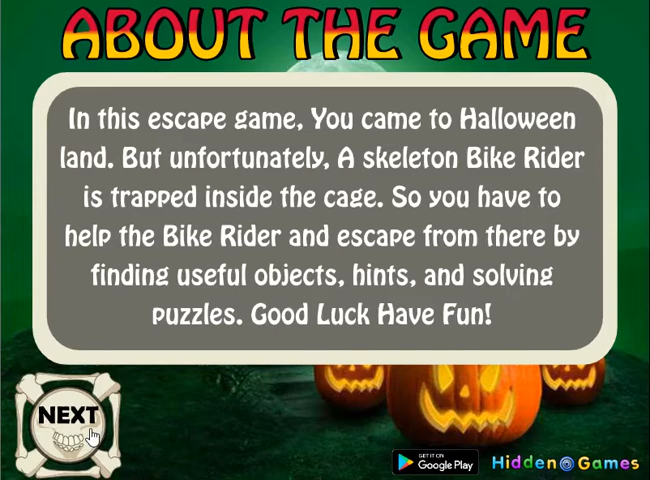 ABOUT THE GAME
In this escape game, You came to Halloween
land. But unfortunately, A skeleton Bike Rider
is trapped inside the cage. So you have to
help the Bike Rider and escape from there by
finding useful objects, hints, and solving
puzzles. Good Luck Have Fun!
NEXT
GET IT ON
Google Play
Hidden Games